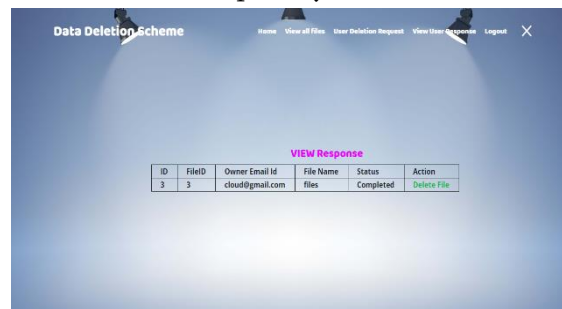 Data Deletion Scheme Home View all files User Deletion Request View User Response Logout X
VIEW Response
ID FileID Owner Email Id File Name Status Action
3 3 cloud@gmail.com files Completed Delete File